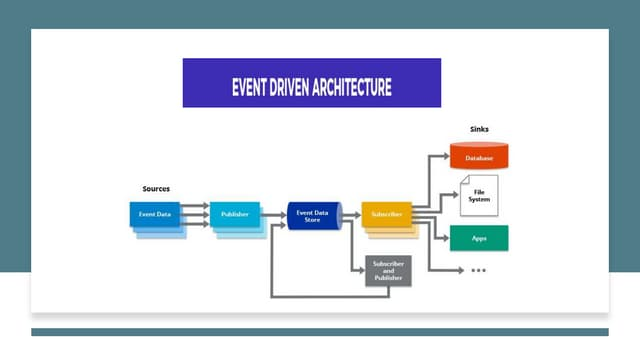 EVENT DRIVEN ARCHITECTURE
Sinks
Database
Sources
File
System
Event Data
Publisher
Event Data
Store
Subscriber
Apps
Subscriber
and
Publisher